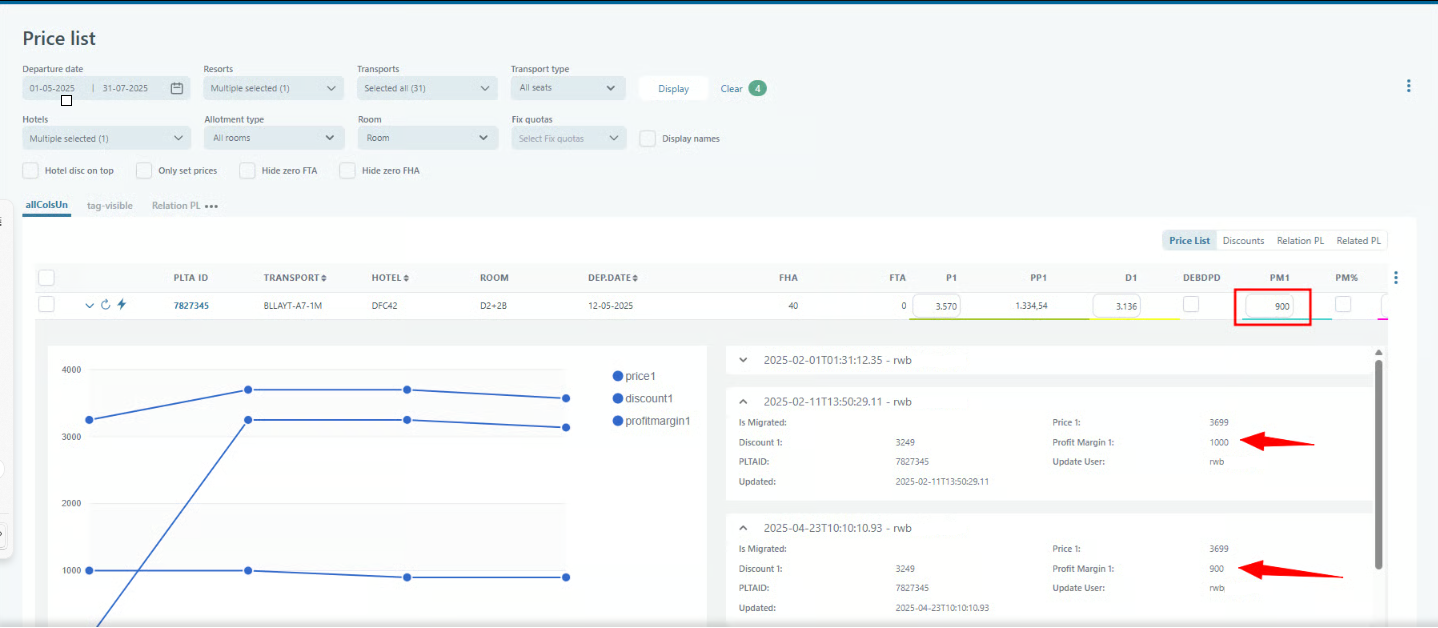 Price list
Departure date Resorts Transports Transport type
01-05-2025 | 31-07-2025 Multiple selected (1) Selected all (31) All seats Display Clear 4
Hotels Allotment type Room Fix quotas
Multiple selected (1) All rooms Room Select Fix quotas Display names
Hotel disc on top Only set prices Hide zero FTA Hide zero FHA
allColsUn tag-visible Relation PL •••
Price List Discounts Relation PL Related PL
PLTA ID TRANSPORT HOTEL ROOM DEP.DATE FHA FTA P1 PP1 D1 DEBDPD PM1 PM%
7827345 BLLAYT-A7-1M DFC42 D2+2B 12-05-2025 40 0 3.570 1.334,54 3.136 900
4000
3000
2000
1000
price1
discount1
profitmargin1
2025-02-01T01:31:12.35 - rwb
2025-02-11T13:50:29.11 - rwb
Is Migrated: Price 1: 3699
Discount 1: 3249 Profit Margin 1: 1000
PLTAID: 7827345 Update User: rwb
Updated: 2025-02-11T13:50:29.11
2025-04-23T10:10:10.93 - rwb
Is Migrated: Price 1: 3699
Discount 1: 3249 Profit Margin 1: 900
PLTAID: 7827345 Update User: rwb
Updated: 2025-04-23T10:10:10.93